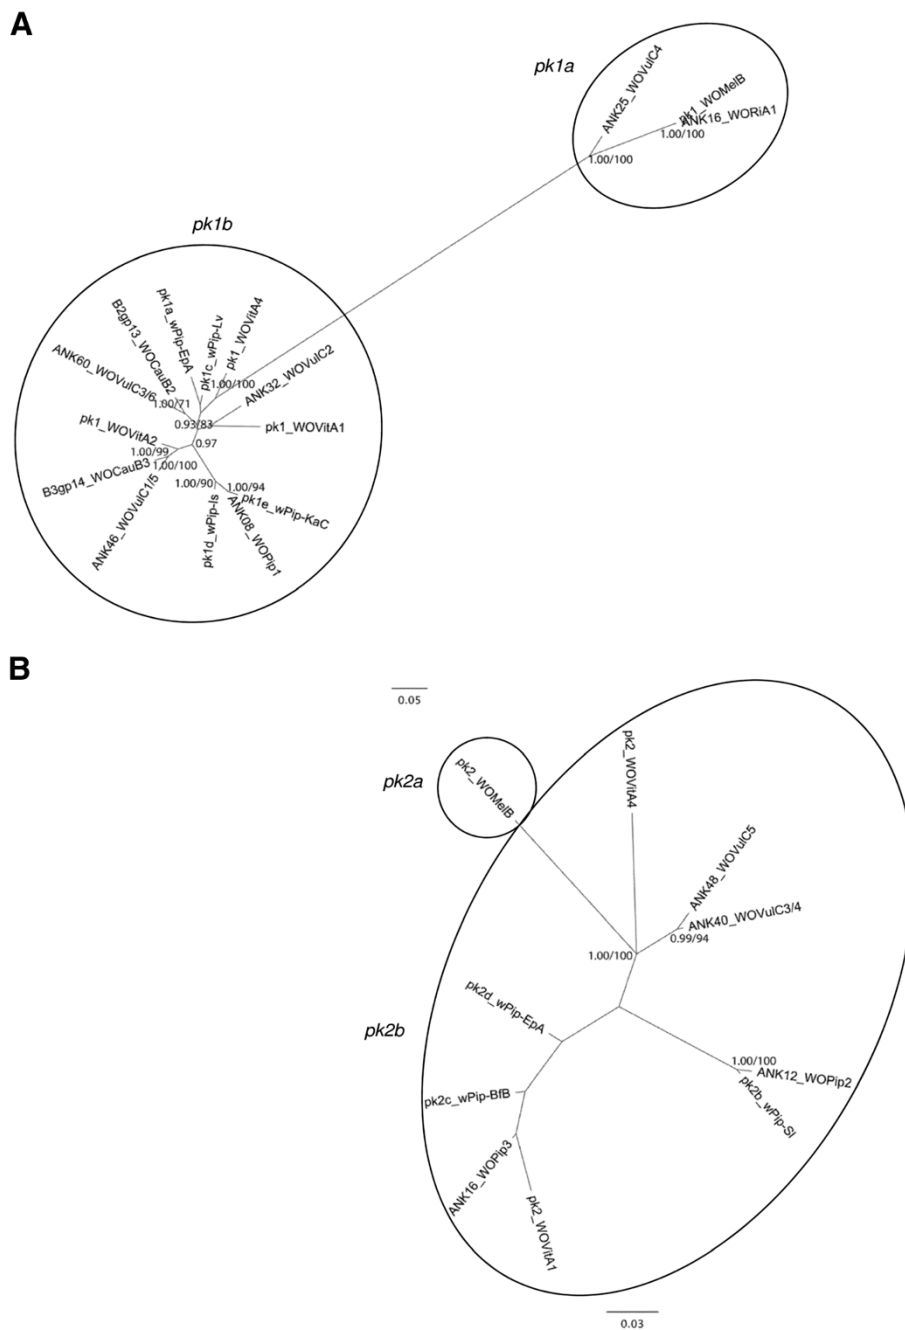 A
pk1a
ANK25_WOVulC4
pk1_WOMelB
ANK16_WORiA1
1.00/100
1.00/100
pk1b
pk1a_wPip-EpA
B2gp13_WOCauB2
pk1c_wPip-Lv
pk1_WOVitA4
ANK60_WOVulC3/6
1.00/100
ANK32_WOVulC2
1.00/71
0.93/83
pk1_WOVitA1
pk1_WOVitA2
0.97
1.00/99
B3gp14_WOCauB3
1.00/100
1.00/90
1.00/94
pk1e_wPip-KaC
ANK46_WOVulC1/5
pk1d_wPip-Is
ANK08_WOPip1
B
0.05
pk2a
pk2_WOMelB
pk2_WOVitA4
ANK48_WOVulC5
ANK40_WOVulC3/4
0.99/94
1.00/100
pk2b
pk2d_wPip-EpA
1.00/100
ANK12_WOPip2
pk2b_wPip-Sl
pk2c_wPip-BfB
ANK16_WOPip3
pk2_WOVitA1
0.03